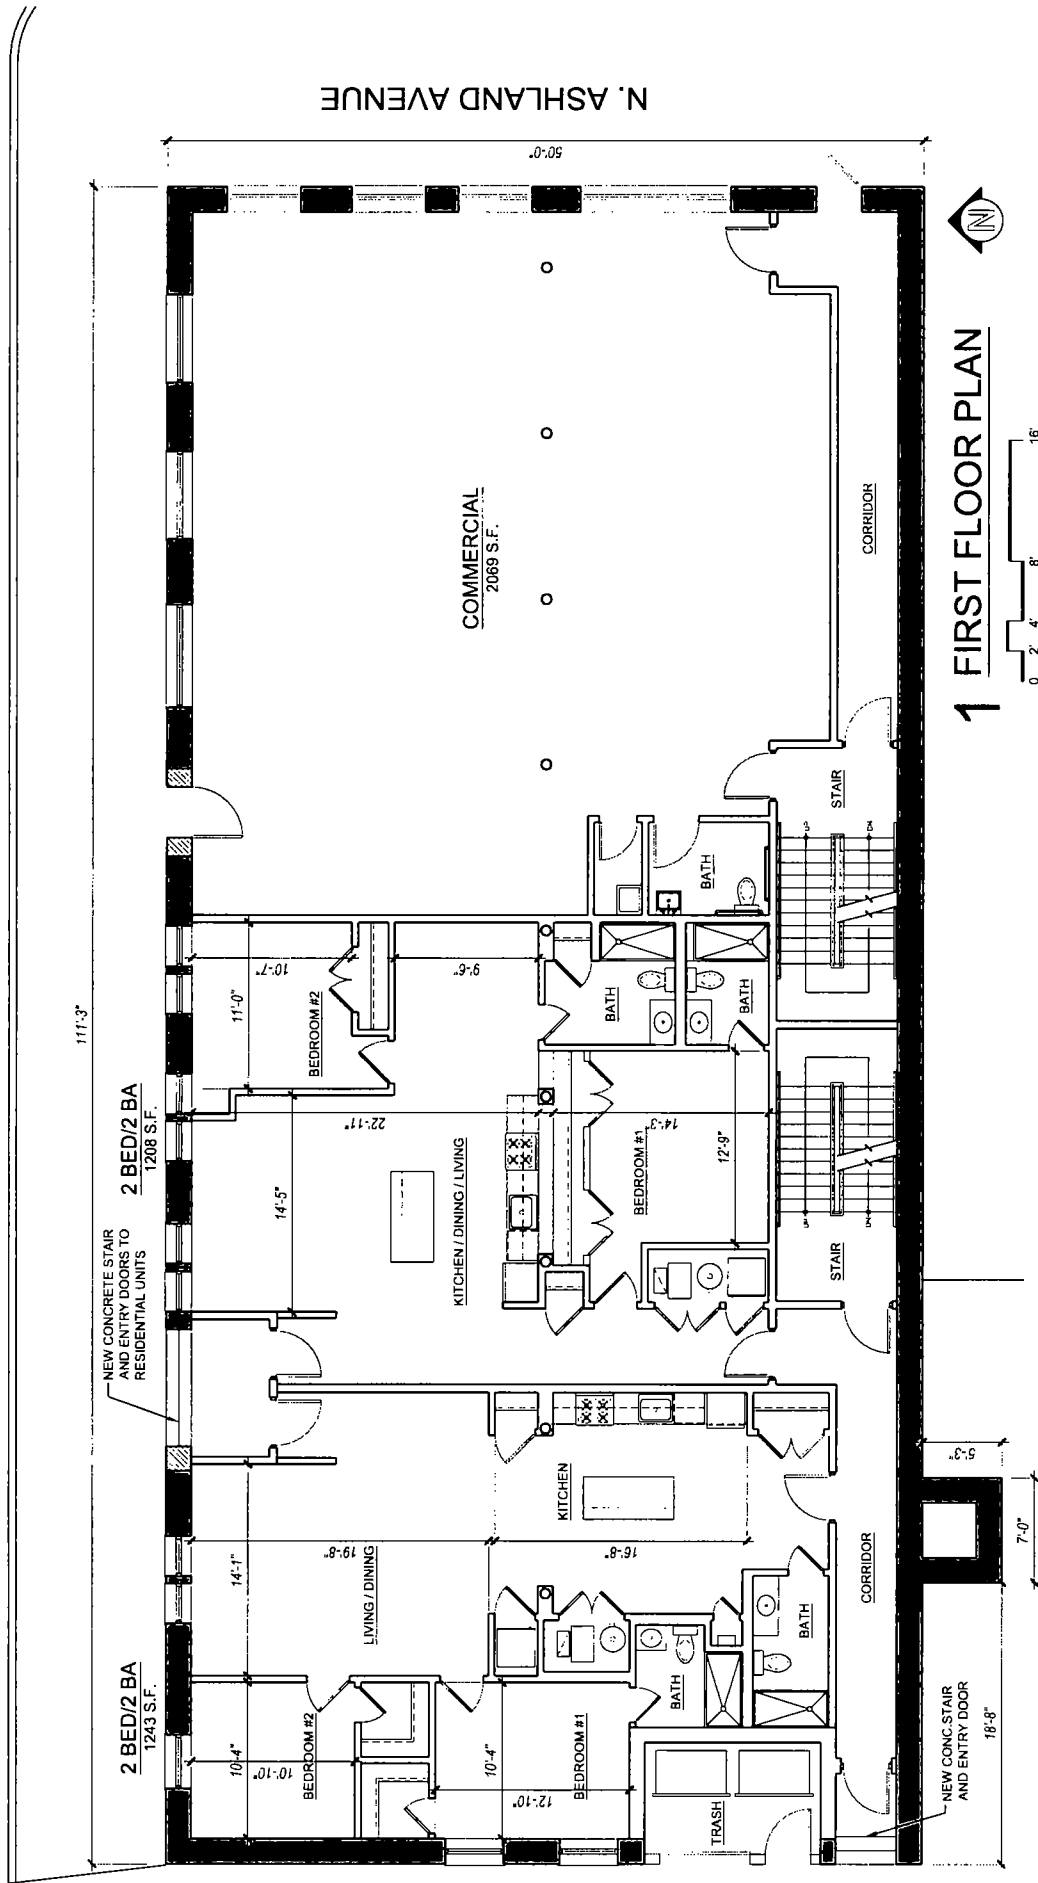 N. ASHLAND AVENUE
50'-0"
111'-3"
NEW CONCRETE STAIR
AND ENTRY DOORS TO
RESIDENTIAL UNITS
2 BED/2 BA
1243 S.F.
2 BED/2 BA
1208 S.F.
COMMERCIAL
2069 S.F.
BEDROOM #2
10'-4"
10'-10"
BEDROOM #1
10'-4"
12'-10"
LIVING / DINING
14'-1"
19'-8"
KITCHEN
16'-8"
BATH
BATH
TRASH
KITCHEN / DINING / LIVING
14'-5"
22'-11"
BEDROOM #2
11'-0"
10'-7"
9'-6"
BEDROOM #1
12'-9"
14'-3
BATH
BATH
BATH
STAIR
UP
DN
STAIR
UP
DN
CORRIDOR
CORRIDOR
NEW CONC.STAIR
AND ENTRY DOOR
18'-8"
7'-0"
5'-3"
1 FIRST FLOOR PLAN
0 2' 4' 8' 16'
N